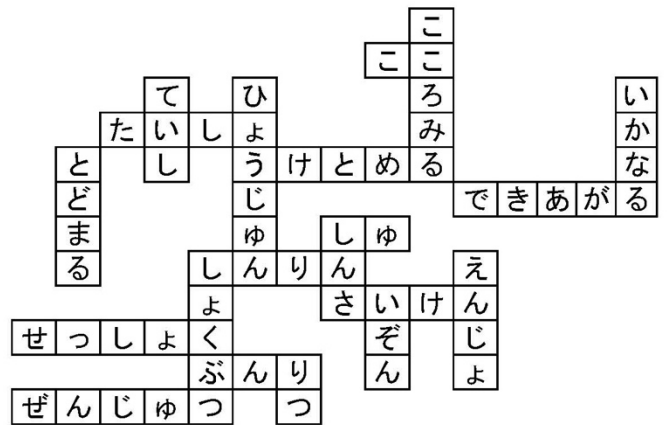 こ
ここ
て ひ ろ い
たいしょ み か
と し うけとめる な
ど じ できあがる
ま ゅ しゅ
る しんりん え
ょ さいけん
せっしょく ぞ じ
ぶんり ん ょ
ぜんじゅつ つ